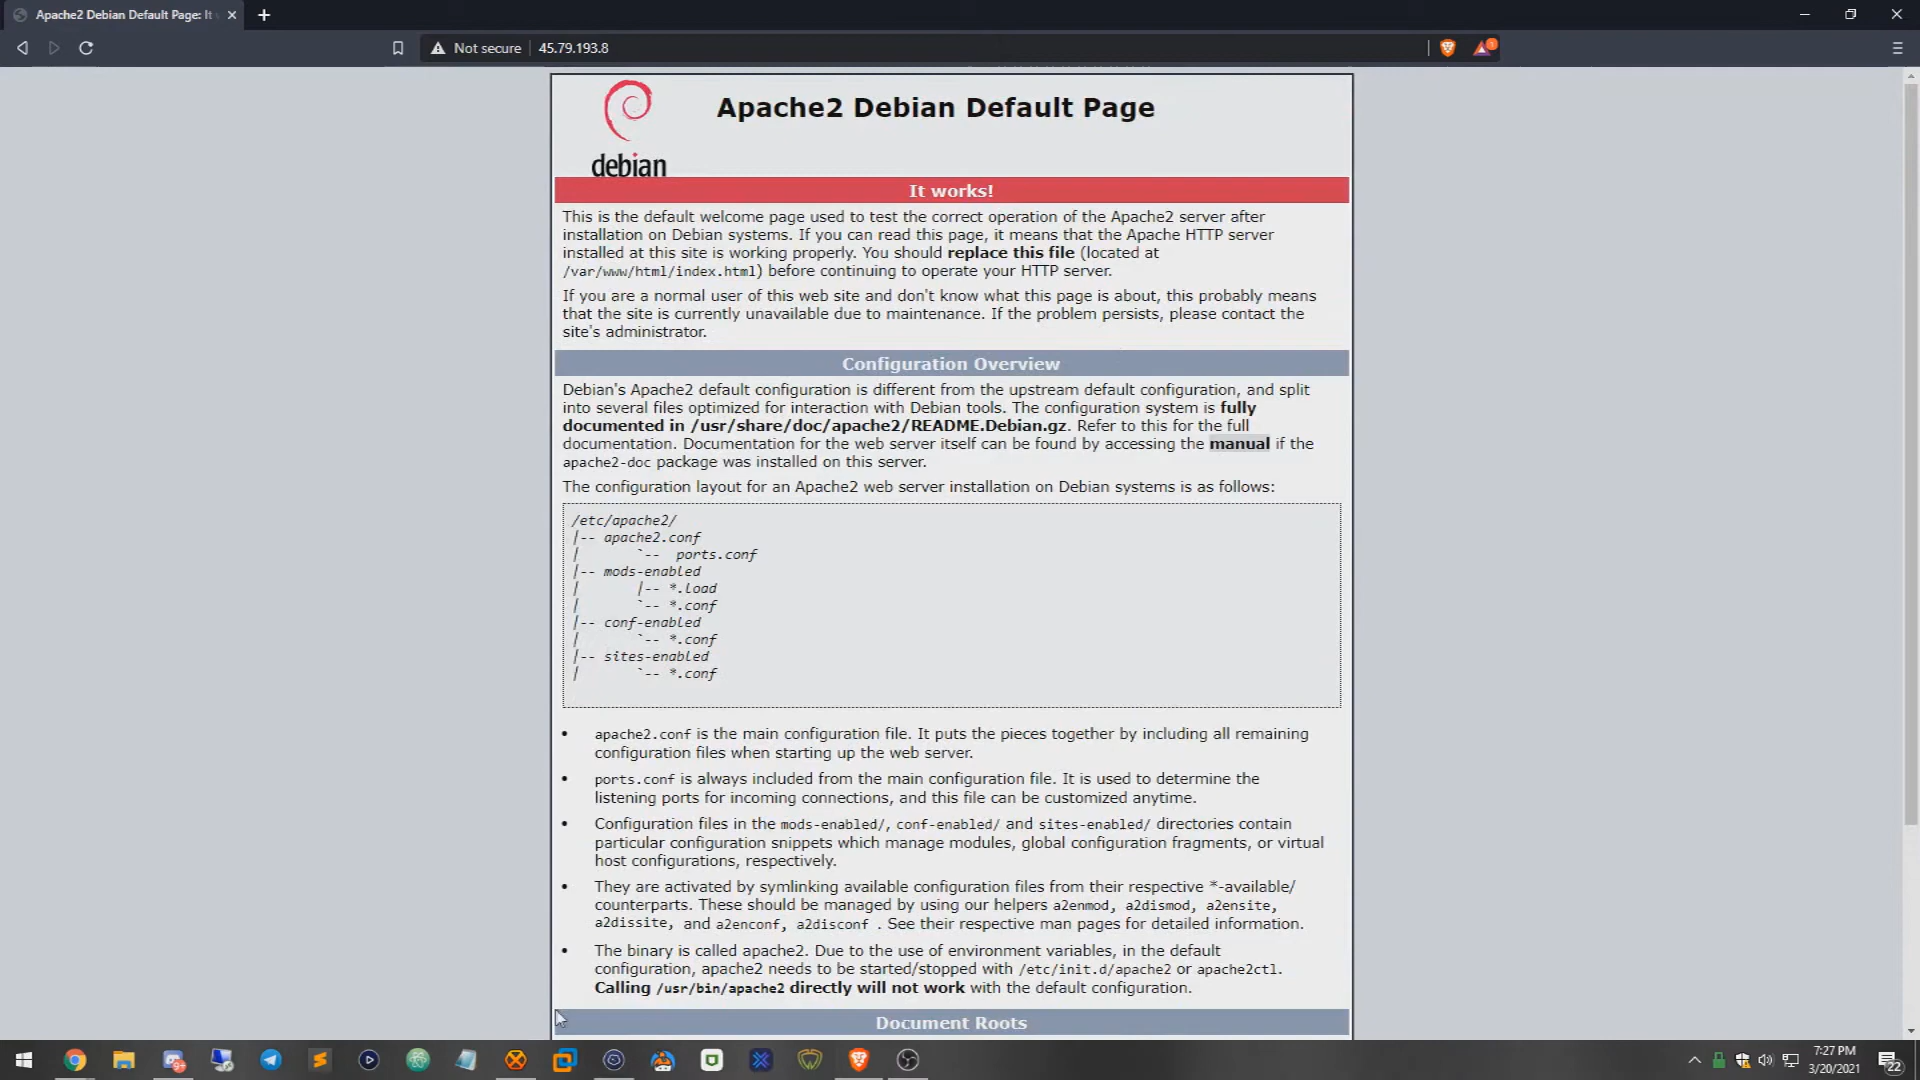 Apache2 Debian Default Page: It
Not secure
45.79.193.8
debian
Apache2 Debian Default Page
It works!
This is the default welcome page used to test the correct operation of the Apache2 server after
installation on Debian systems. If you can read this page, it means that the Apache HTTP server
installed at this site is working properly. You should replace this file (located at
/var/www/html/index.html) before continuing to operate your HTTP server.
If you are a normal user of this web site and don't know what this page is about, this probably means
that the site is currently unavailable due to maintenance. If the problem persists, please contact the
site's administrator.
Configuration Overview
Debian's Apache2 default configuration is different from the upstream default configuration, and split
into several files optimized for interaction with Debian tools. The configuration system is fully
documented in /usr/share/doc/apache2/README.Debian.gz. Refer to this for the full
documentation. Documentation for the web server itself can be found by accessing the manual if the
apache2-doc package was installed on this server.
The configuration layout for an Apache2 web server installation on Debian systems is as follows:
/etc/apache2/
|-- apache2.conf
|       `--  ports.conf
|-- mods-enabled
|       |-- *.load
|       `-- *.conf
|-- conf-enabled
|       `-- *.conf
|-- sites-enabled
|       `-- *.conf
• apache2.conf is the main configuration file. It puts the pieces together by including all remaining
configuration files when starting up the web server.
• ports.conf is always included from the main configuration file. It is used to determine the
listening ports for incoming connections, and this file can be customized anytime.
• Configuration files in the mods-enabled/, conf-enabled/ and sites-enabled/ directories contain
particular configuration snippets which manage modules, global configuration fragments, or virtual
host configurations, respectively.
• They are activated by symlinking available configuration files from their respective *-available/
counterparts. These should be managed by using our helpers a2enmod, a2dismod, a2ensite,
a2dissite, and a2enconf, a2disconf . See their respective man pages for detailed information.
• The binary is called apache2. Due to the use of environment variables, in the default
configuration, apache2 needs to be started/stopped with /etc/init.d/apache2 or apache2ctl.
Calling /usr/bin/apache2 directly will not work with the default configuration.
Document Roots
7:27 PM
3/20/2021
22